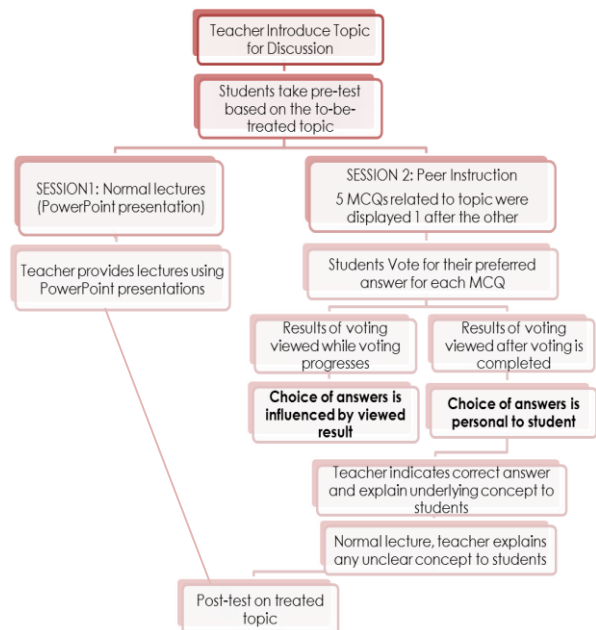 Teacher Introduce Topic
for Discussion
Students take pre-test
based on the to-be-
treated topic
SESSION1: Normal lectures
(PowerPoint presentation)
SESSION 2: Peer Instruction
5 MCQs related to topic were
displayed 1 after the other
Teacher provides lectures using
PowerPoint presentations
Students Vote for their preferred
answer for each MCQ
Results of voting
viewed while voting
progresses
Results of voting
viewed after voting is
completed
Choice of answers is
influenced by viewed
result
Choice of answers is
personal to student
Teacher indicates correct answer
and explain underlying concept to
students
Normal lecture, teacher explains
any unclear concept to students
Post-test on treated
topic